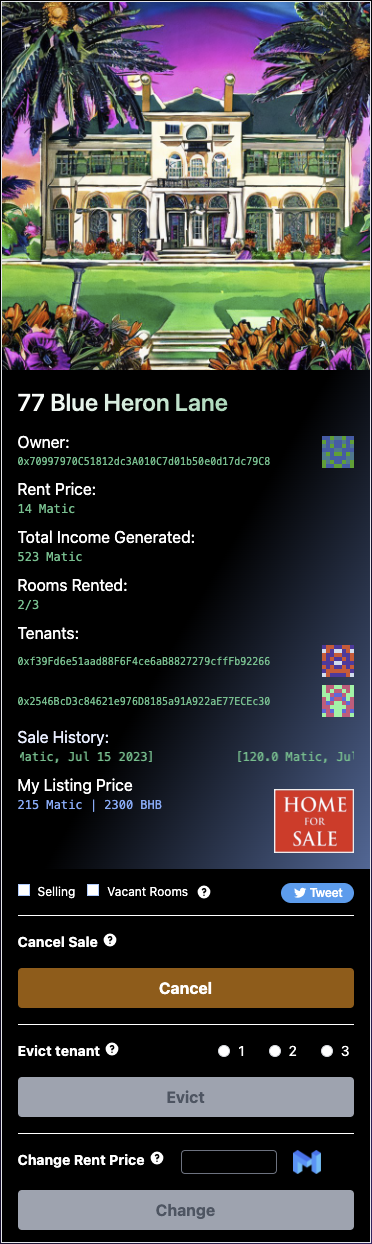 77 Blue Heron Lane
Owner:
0x70997970C51812dc3A010C7d01b50e0d17dc79C8
Rent Price:
14 Matic
Total Income Generated:
523 Matic
Rooms Rented:
2/3
Tenants:
0xf39Fd6e51aad88F6F4ce6aB8827279cffFb92266
0x2546BcD3c84621e976D8185a91A922aE77ECEc30
Sale History:
Matic, Jul 15 2023] [120.0 Matic, Jul
My Listing Price
215 Matic | 2300 BHB
HOME
FOR
SALE
Selling Vacant Rooms ? Tweet
Cancel Sale ?
Cancel
Evict tenant ? 1 2 3
Evict
Change Rent Price ?
Change